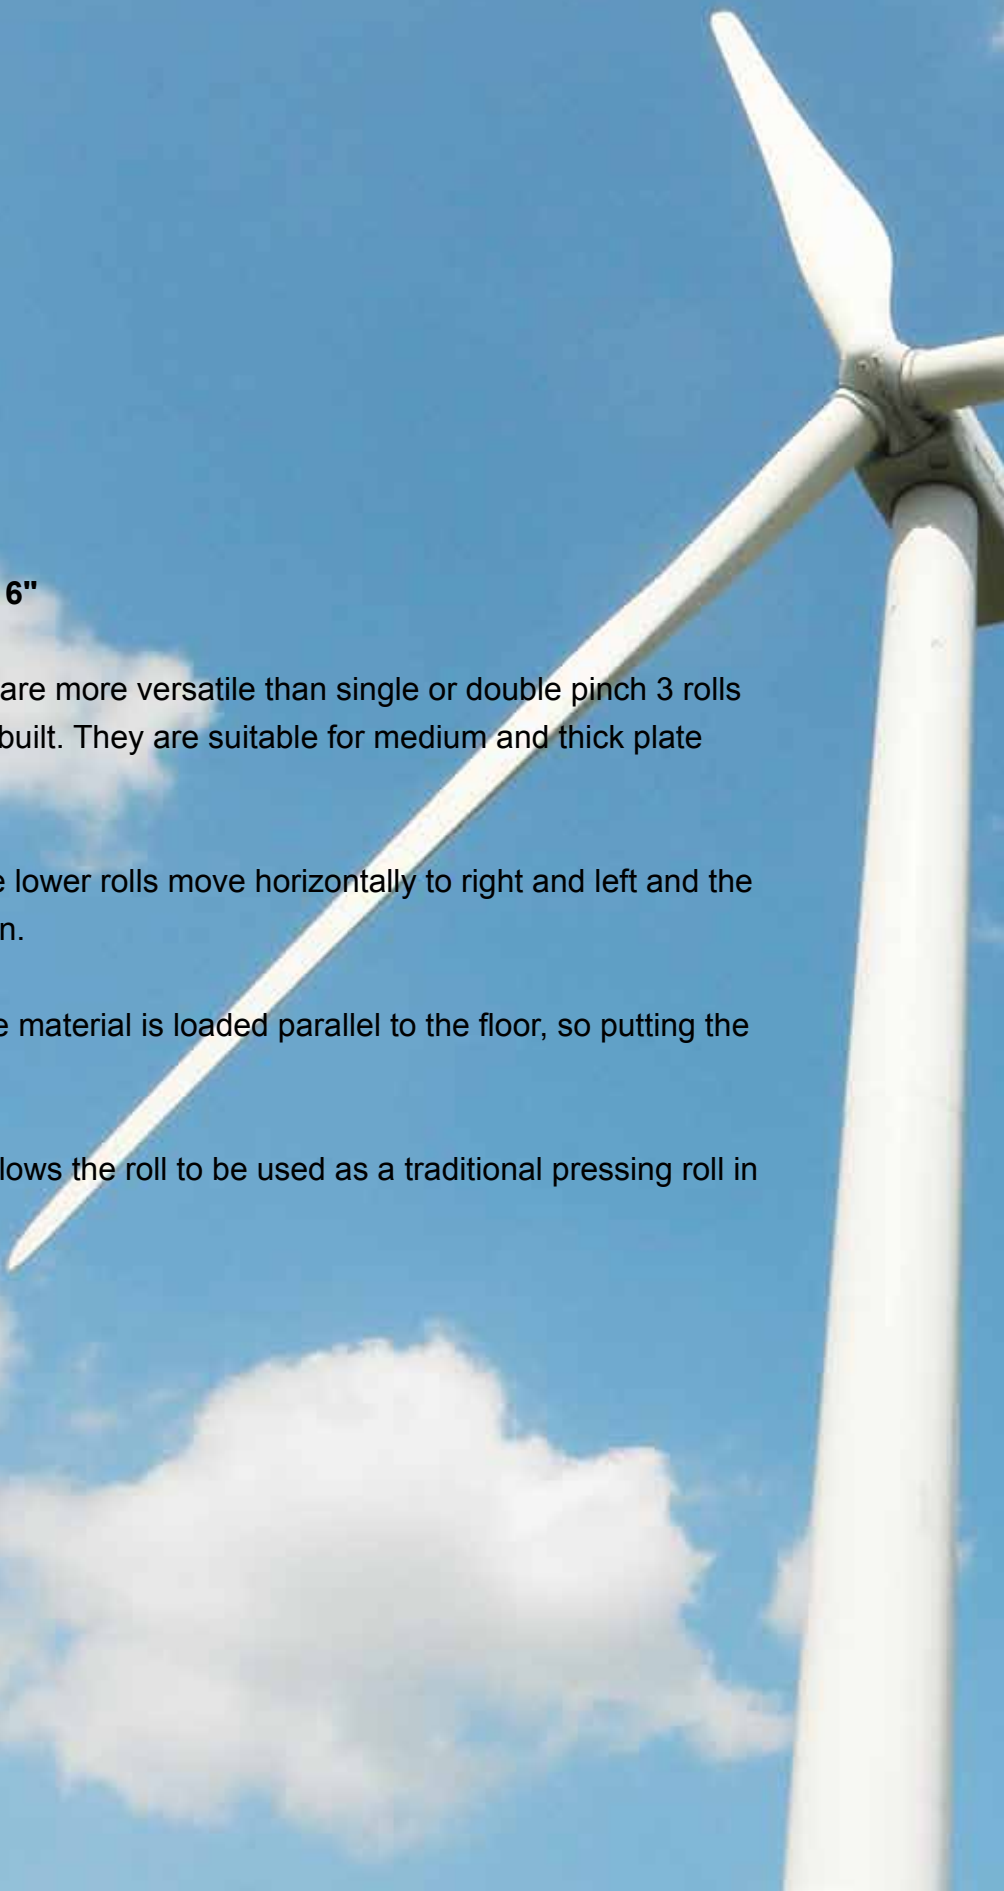 6"
are more versatile than single or double pinch 3 rolls
built. They are suitable for medium and thick plate
lower rolls move horizontally to right and left and the
n.
material is loaded parallel to the floor, so putting the
lows the roll to be used as a traditional pressing roll in